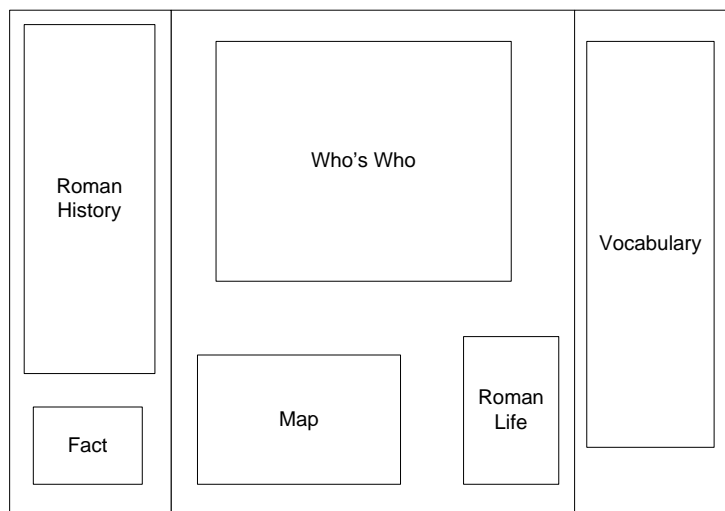 Roman
History
Fact
Who's Who
Map
Roman
Life
Vocabulary